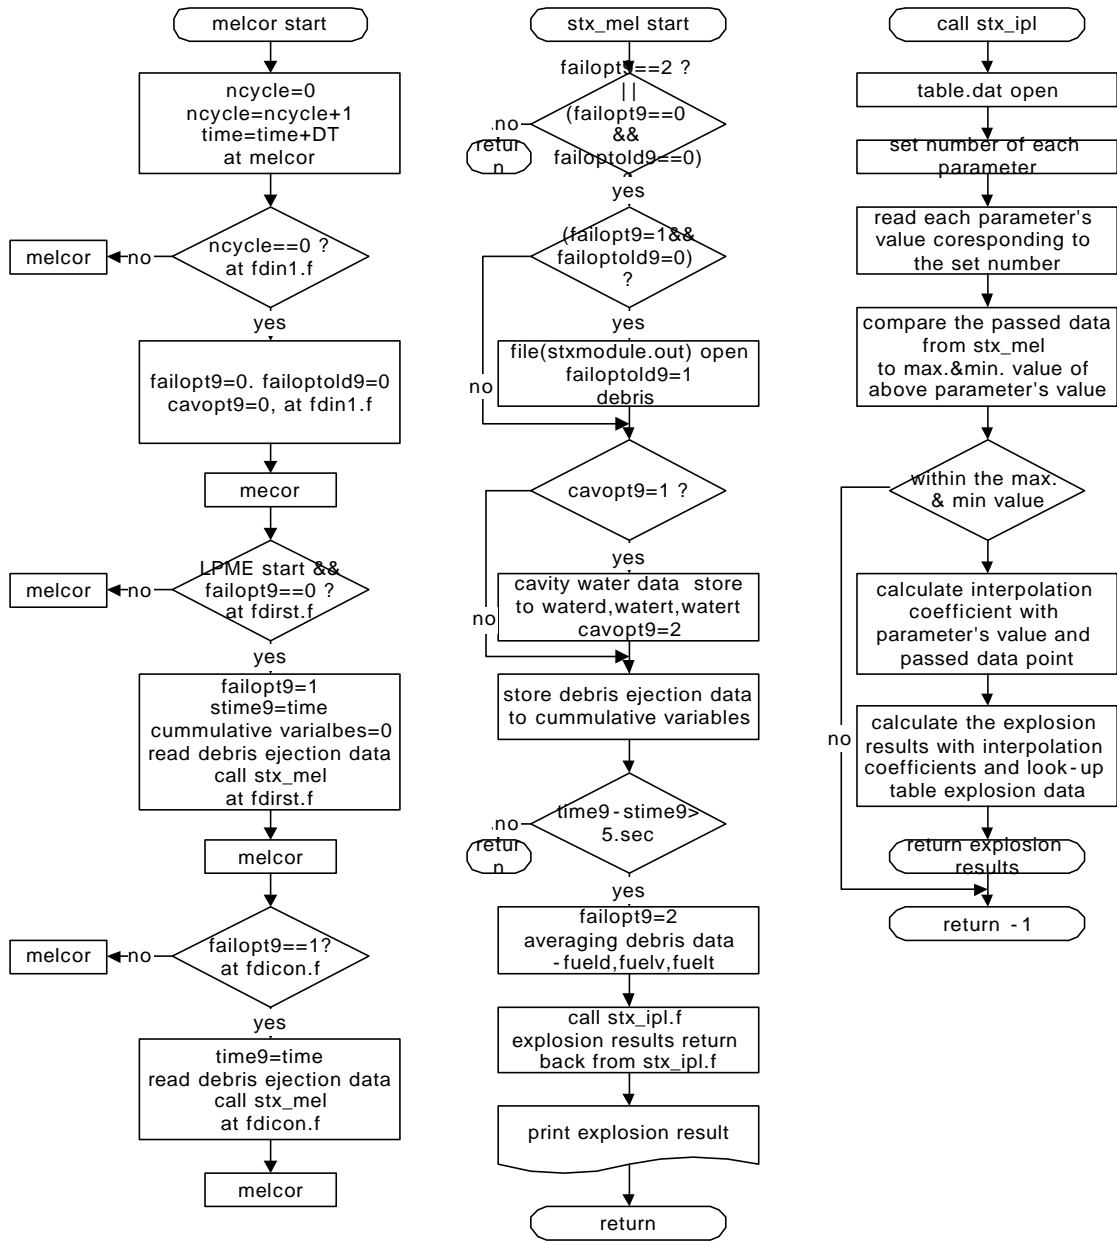 melcor start
ncycle=0
ncycle=ncycle+1
time=time+DT
at melcor
ncycle==0 ?
at fdin1.f
no
melcor
yes
failopt9=0. failoptold9=0
cavopt9=0, at fdin1.f
mecor
LPME start &&
failopt9==0 ?
at fdirst.f
no
melcor
yes
failopt9=1
stime9=time
cummulative varialbes=0
read debris ejection data
call stx_mel
at fdirst.f
melcor
failopt9==1?
at fdicon.f
no
melcor
yes
time9=time
read debris ejection data
call stx_mel
at fdicon.f
melcor
stx_mel start
failopt9==2 ?
||
(failopt9==0
&&
failoptold9==0)
no
retur
n
yes
(failopt9=1&&
failoptold9=0)
?
yes
no
file(stxmodule.out) open
failoptold9=1
debris
cavopt9=1 ?
yes
no
cavity water data store
to waterd,watert,watert
cavopt9=2
store debris ejection data
to cummulative variables
time9-stime9>
5.sec
no
retur
n
yes
failopt9=2
averaging debris data
-fueld,fuelv,fuelt
call stx_ipl.f
explosion results return
back from stx_ipl.f
print explosion result
return
call stx_ipl
table.dat open
set number of each
parameter
read each parameter's
value coresponding to
the set number
compare the passed data
from stx_mel
to max.&min. value of
above parameter's value
within the max.
& min value
no
calculate interpolation
coefficient with
parameter's value and
passed data point
calculate the explosion
results with interpolation
coefficients and look-up
table explosion data
return explosion
results
return -1